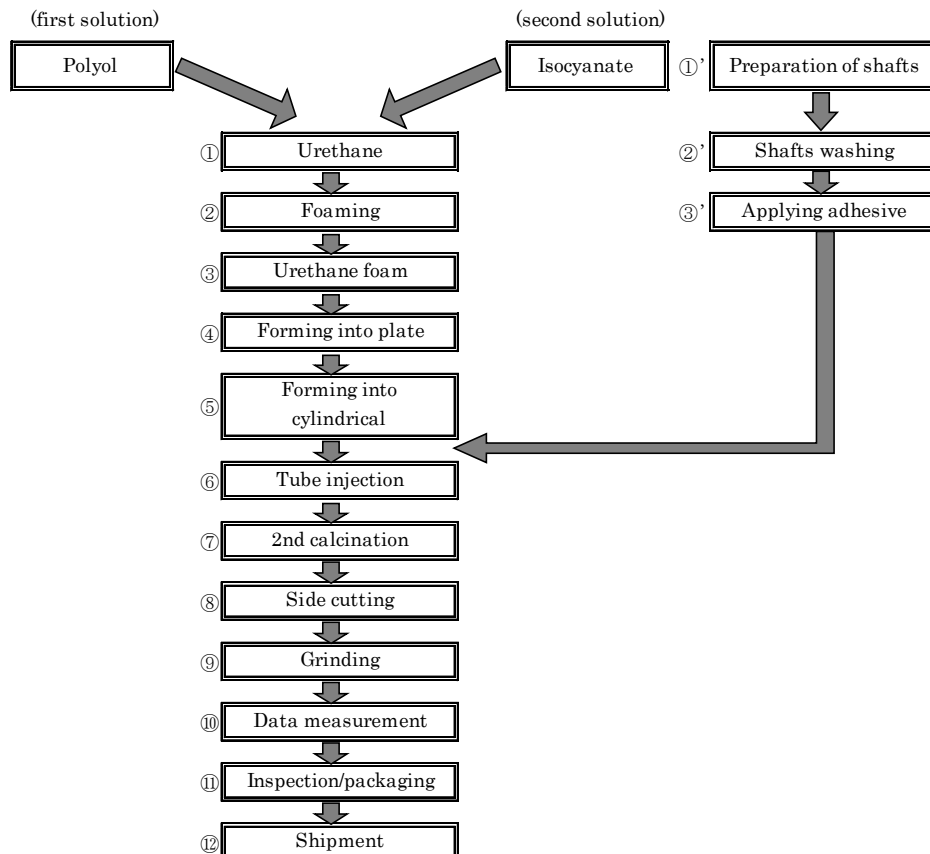 (first solution)
(second solution)
Polyol
Isocyanate
①’ Preparation of shafts
① Urethane
②’ Shafts washing
② Foaming
③’ Applying adhesive
③ Urethane foam
④ Forming into plate
⑤ Forming into
cylindrical
⑥ Tube injection
⑦ 2nd calcination
⑧ Side cutting
⑨ Grinding
⑩ Data measurement
⑪ Inspection/packaging
⑫ Shipment